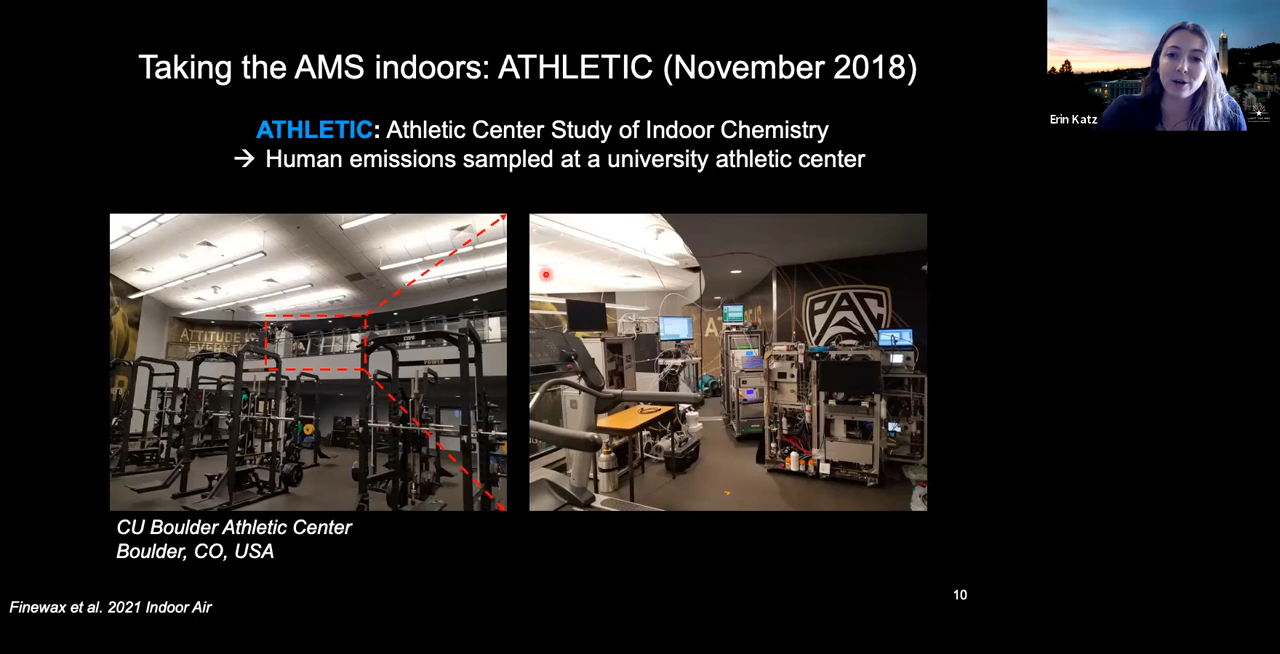 Taking the AMS indoors: ATHLETIC (November 2018)
ATHLETIC: Athletic Center Study of Indoor Chemistry
→ Human emissions sampled at a university athletic center
Erin Katz
ATTITUDE
PAC
POWER
CU Boulder Athletic Center
Boulder, CO, USA
10
Finewax et al. 2021 Indoor Air